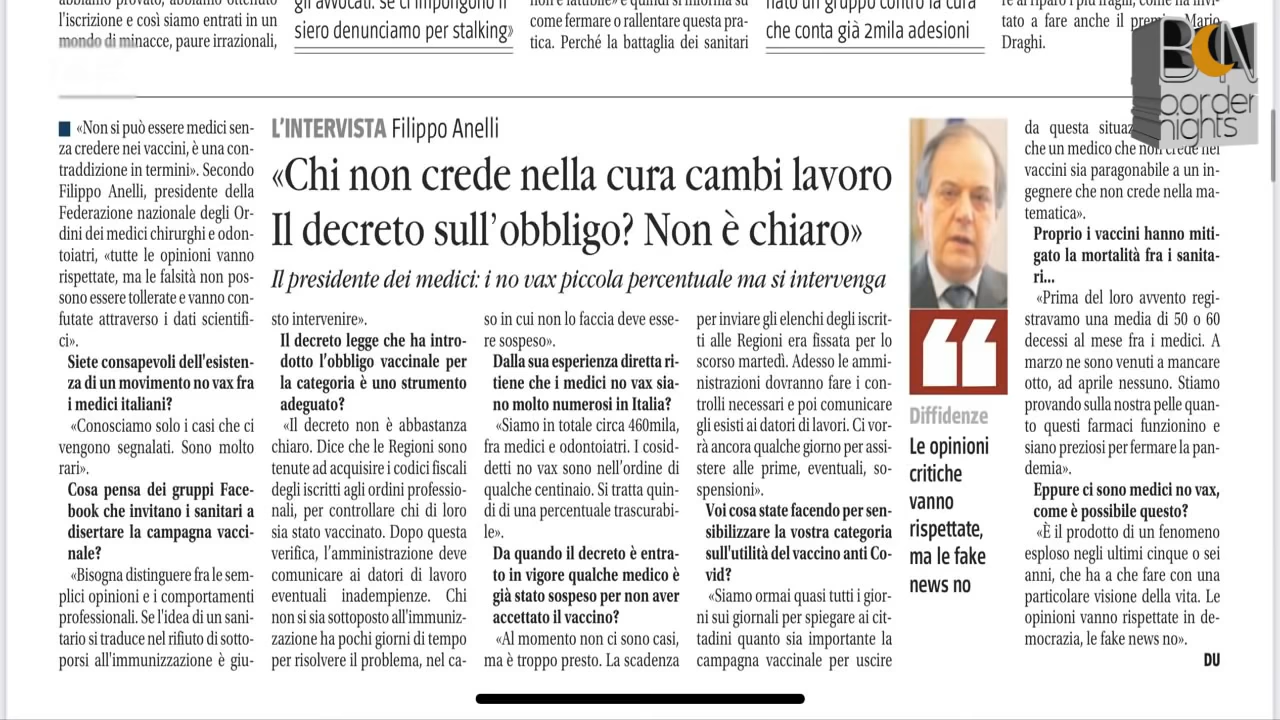 abbiamo provato, abbiamo ottenuto
l'iscrizione e così siamo entrati in un
mondo di minacce, paure irrazionali,
gli avvocati: se ci impongono il
siero denunciamo per stalking»
come fermare o rallentare questa pra-
tica. Perché la battaglia dei sanitari
nato un gruppo contro la cura
che conta già 2mila adesioni
tato a fare anche il premier Mario
Draghi.
BN
border
nights
■ «Non si può essere medici sen-
za credere nei vaccini, è una con-
traddizione in termini». Secondo
Filippo Anelli, presidente della
Federazione nazionale degli Or-
dini dei medici chirurghi e odon-
toiatri, «tutte le opinioni vanno
rispettate, ma le falsità non pos-
sono essere tollerate e vanno con-
futate attraverso i dati scientifi-
ci».
Siete consapevoli dell'esisten-
za di un movimento no vax fra
i medici italiani?
«Conosciamo solo i casi che ci
vengono segnalati. Sono molto
rari».
Cosa pensa dei gruppi Face-
book che invitano i sanitari a
disertare la campagna vacci-
nale?
«Bisogna distinguere fra le sem-
plici opinioni e i comportamenti
professionali. Se l'idea di un sani-
tario si traduce nel rifiuto di sotto-
porsi all'immunizzazione è giu-
L'INTERVISTA Filippo Anelli
«Chi non crede nella cura cambi lavoro
Il decreto sull'obbligo? Non è chiaro»
Il presidente dei medici: i no vax piccola percentuale ma si intervenga
sto intervenire».
Il decreto legge che ha intro-
dotto l'obbligo vaccinale per
la categoria è uno strumento
adeguato?
«Il decreto non è abbastanza
chiaro. Dice che le Regioni sono
tenute ad acquisire i codici fiscali
degli iscritti agli ordini professio-
nali, per controllare chi di loro
sia stato vaccinato. Dopo questa
verifica, l'amministrazione deve
comunicare ai datori di lavoro
eventuali inadempienze. Chi
non si sia sottoposto all'immuniz-
zazione ha pochi giorni di tempo
per risolvere il problema, nel ca-
so in cui non lo faccia deve esse-
re sospeso».
Dalla sua esperienza diretta ri-
tiene che i medici no vax sia-
no molto numerosi in Italia?
«Siamo in totale circa 460mila,
fra medici e odontoiatri. I cosid-
detti no vax sono nell'ordine di
qualche centinaio. Si tratta quin-
di di una percentuale trascurabi-
le».
Da quando il decreto è entra-
to in vigore qualche medico è
già stato sospeso per non aver
accettato il vaccino?
«Al momento non ci sono casi,
ma è troppo presto. La scadenza
per inviare gli elenchi degli iscrit-
ti alle Regioni era fissata per lo
scorso martedì. Adesso le ammi-
nistrazioni dovranno fare i con-
trolli necessari e poi comunicare
gli esisti ai datori di lavori. Ci vor-
rà ancora qualche giorno per assi-
stere alle prime, eventuali, so-
spensioni».
Voi cosa state facendo per sen-
sibilizzare la vostra categoria
sull'utilità del vaccino anti Co-
vid?
«Siamo ormai quasi tutti i gior-
ni sui giornali per spiegare ai cit-
tadini quanto sia importante la
campagna vaccinale per uscire
Diffidenze
Le opinioni
critiche
vanno
rispettate,
ma le fake
news no
da questa
che un medico che non crede nei
vaccini sia paragonabile a un in-
gegnere che non crede nella ma-
tematica».
Proprio i vaccini hanno miti-
gato la mortalità fra i sanita-
ri...
«Prima del loro avvento regi-
stravamo una media di 50 o 60
decessi al mese fra i medici. A
marzo ne sono venuti a mancare
otto, ad aprile nessuno. Stiamo
provando sulla nostra pelle quan-
to questi farmaci funzionino e
siano preziosi per fermare la pan-
demia».
Eppure ci sono medici no vax,
come è possibile questo?
«È il prodotto di un fenomeno
esploso negli ultimi cinque o sei
anni, che ha a che fare con una
particolare visione della vita. Le
opinioni vanno rispettate in de-
mocrazia, le fake news no».
DU